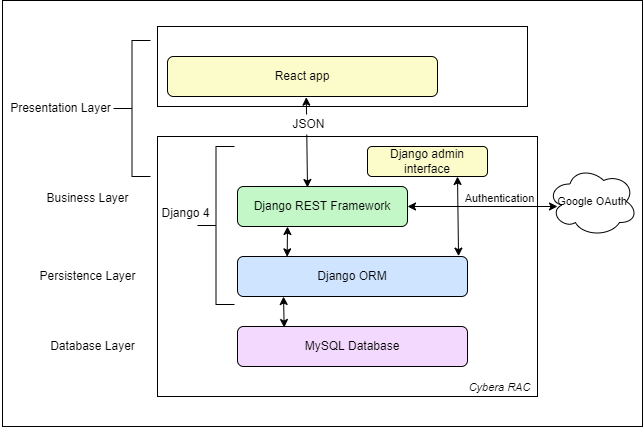 React app
Presentation Layer
JSON
Django admin
interface
Business Layer
Django 4
Django REST Framework
Authentication
Google OAuth
Persistence Layer
Django ORM
Database Layer
MySQL Database
Cybera RAC